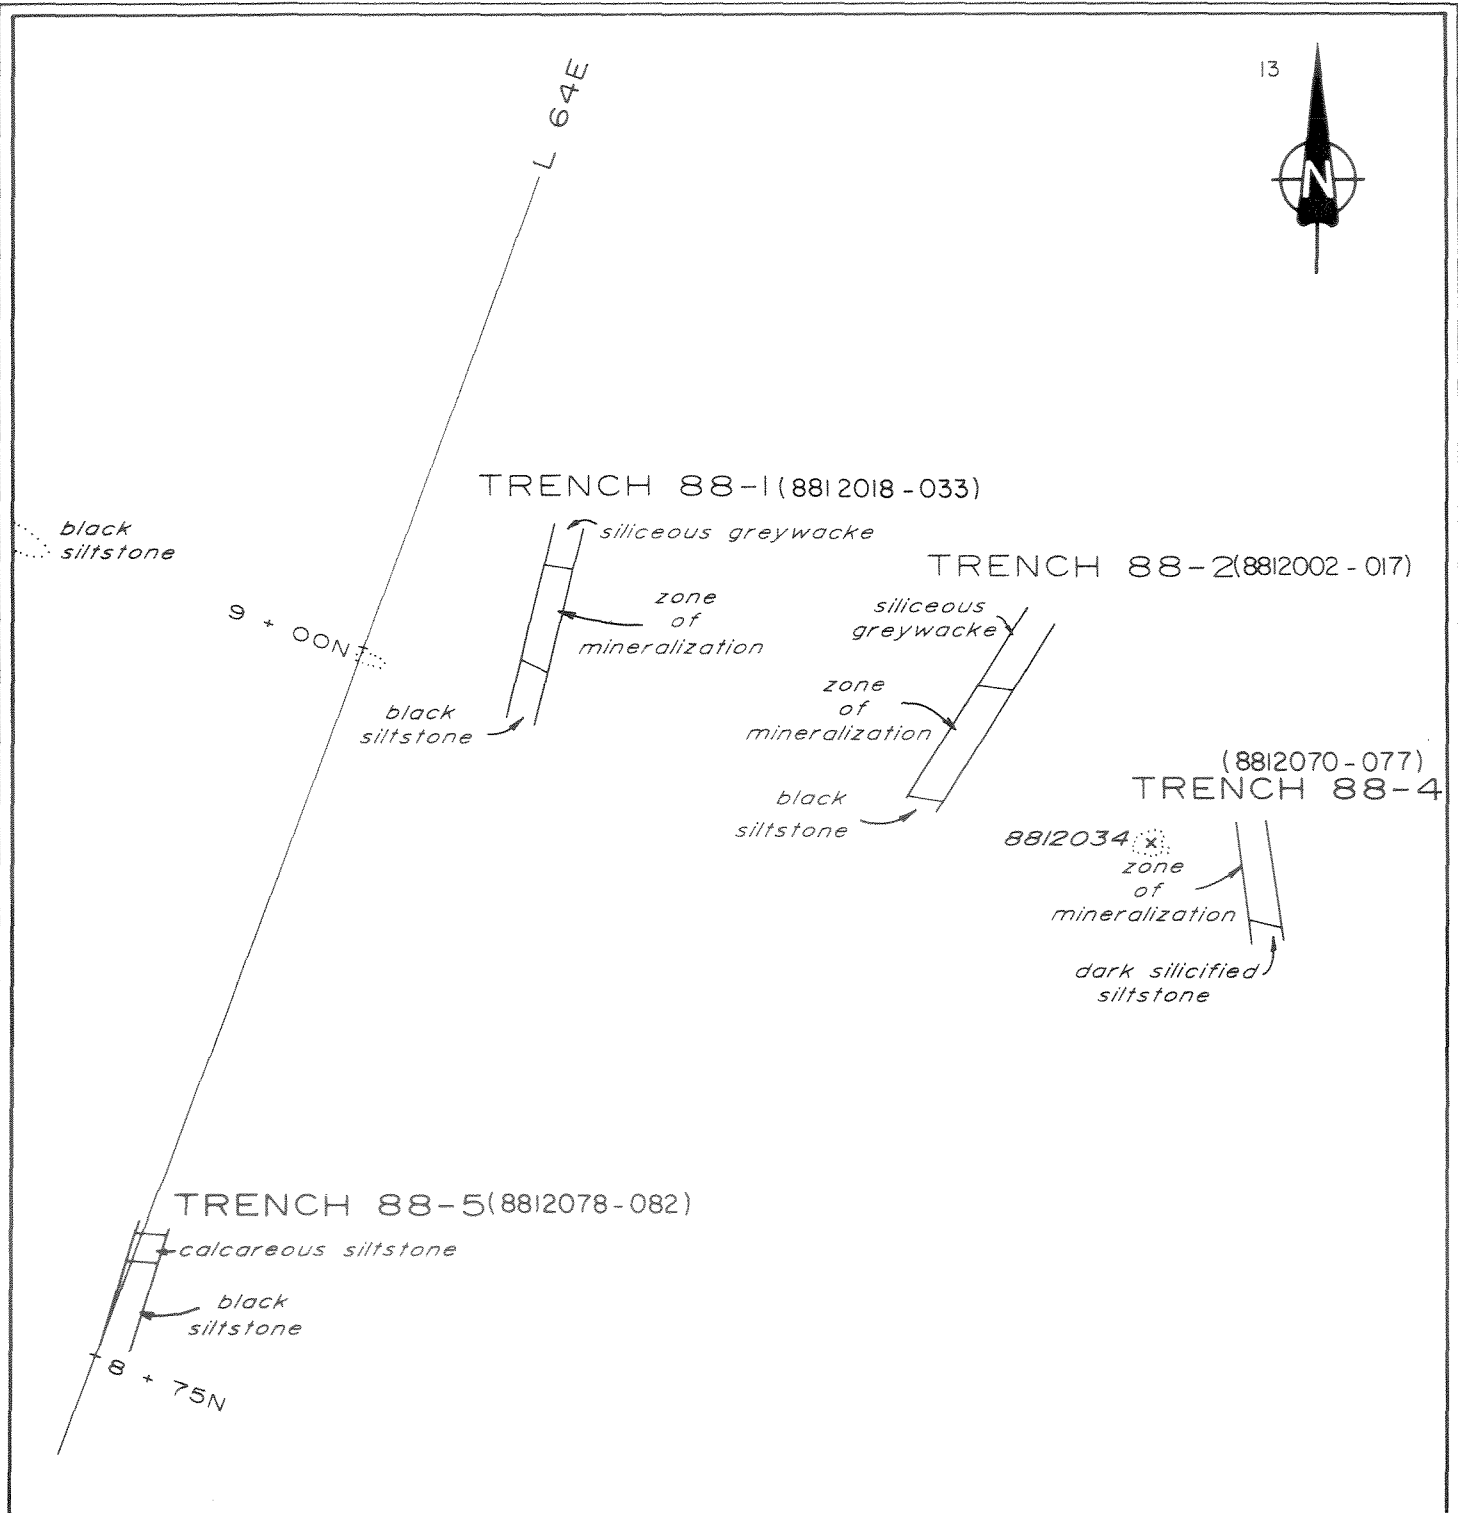 13
N
L 64E
TRENCH 88-1(8812018-033)
siliceous greywacke
zone
of
mineralization
black
siltstone
black
siltstone
9 + 00N
TRENCH 88-2(8812002-017)
siliceous
greywacke
zone
of
mineralization
black
siltstone
(8812070-077)
TRENCH 88-4
8812034 x
zone
of
mineralization
dark silicified
siltstone
TRENCH 88-5(8812078-082)
calcareous siltstone
black
siltstone
8 + 75N